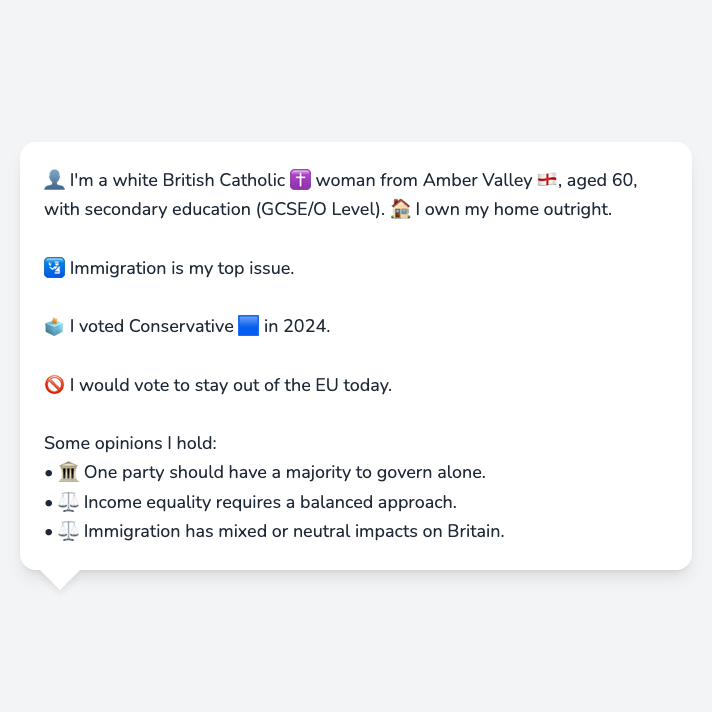 👤 I'm a white British Catholic ✝️ woman from Amber Valley 🏴󠁧󠁢󠁥󠁮󠁧󠁿, aged 60,
with secondary education (GCSE/O Level). 🏠 I own my home outright.
🛂 Immigration is my top issue.
🗳️ I voted Conservative 🟦 in 2024.
🚫 I would vote to stay out of the EU today.
Some opinions I hold:
• 🏛️ One party should have a majority to govern alone.
• ⚖️ Income equality requires a balanced approach.
• ⚖️ Immigration has mixed or neutral impacts on Britain.